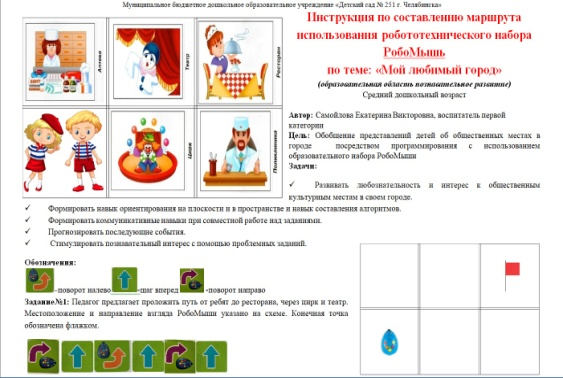 Муниципальное бюджетное дошкольное образовательное учреждение «Детский сад № 251 г. Челябинска»
Инструкция по составлению маршрута
использования робототехнического набора
РобоМышь
по теме: «Мой любимый город»
(образовательная область познавательное развитие)
Средний дошкольный возраст
Аптека
Театр
Ресторан
Цирк
Поликлиника
Автор: Самойлова Екатерина Викторовна, воспитатель первой
категории
Цель: Обобщение представлений детей об общественных местах в
городе посредством программирования с использованием
образовательного набора РобоМыши
Задачи:
✓ Развивать любознательность и интерес к общественным
культурным местам в своем городе.
✓ Формировать навык ориентирования на плоскости и в пространстве и навык составления алгоритмов.
✓ Формировать коммуникативные навыки при совместной работе над заданиями.
✓ Прогнозировать последующие события.
✓ Стимулировать познавательный интерес с помощью проблемных заданий.
Обозначения:
-поворот налево -шаг вперед -поворот направо
Задание№1: Педагог предлагает проложить путь от ребят до ресторана, через цирк и театр.
Местоположение и направление взгляда РобоМыши указано на схеме. Конечная точка
обозначена флажком.